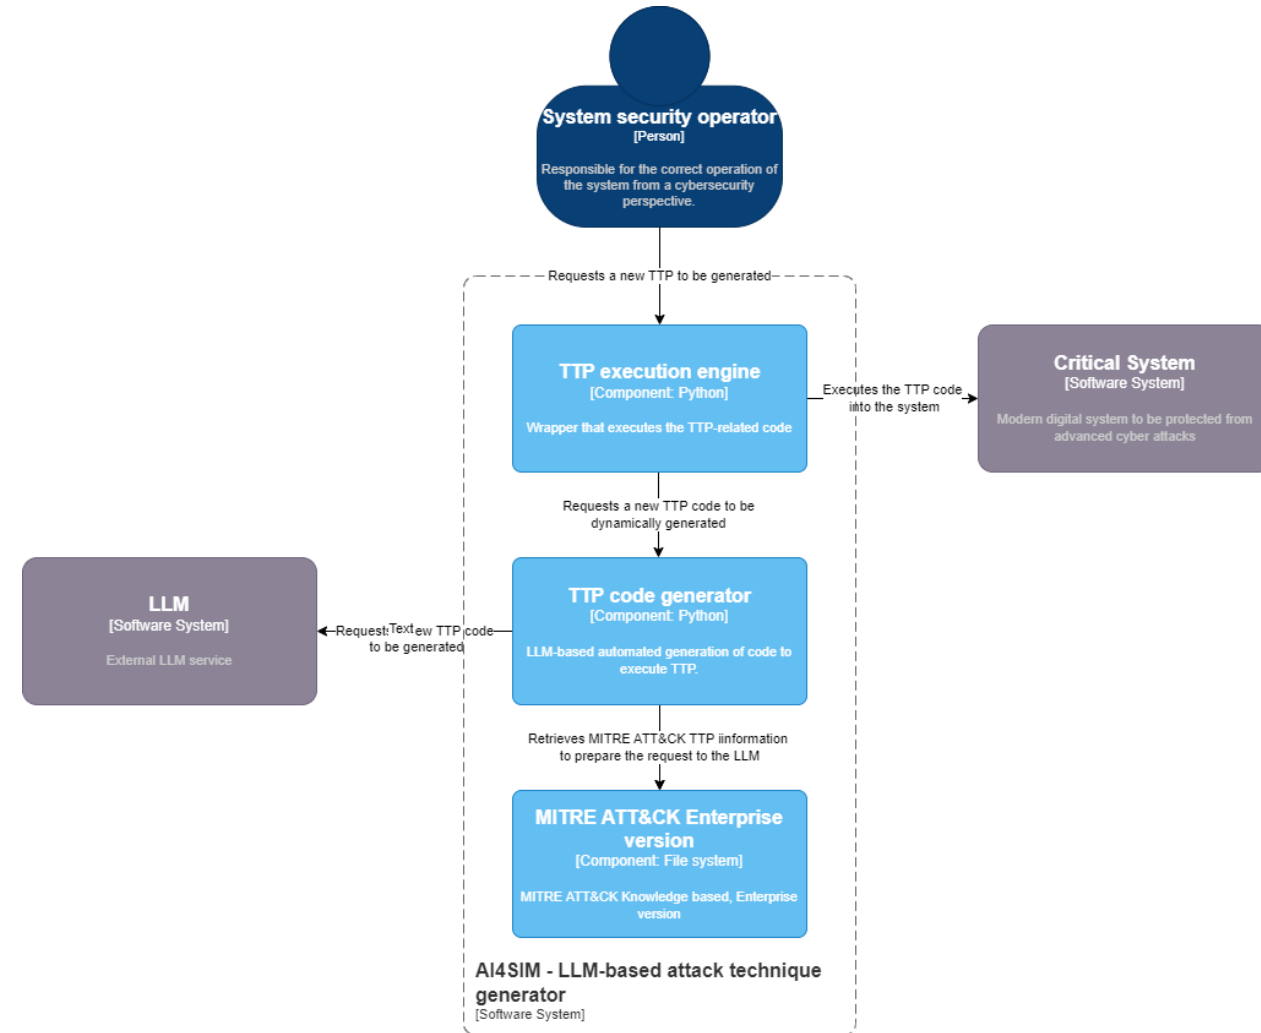 System security operator
[Person]
Responsible for the correct operation of
the system from a cybersecurity
perspective.
Requests a new TTP to be generated
TTP execution engine
[Component: Python]
Wrapper that executes the TTP-related code
Executes the TTP code
into the system
Critical System
[Software System]
Modern digital system to be protected from
advanced cyber attacks
Requests a new TTP code to be
dynamically generated
LLM
[Software System]
External LLM service
Text
Requests ew TTP code
to be generated
TTP code generator
[Component: Python]
LLM-based automated generation of code to
execute TTP.
Retrieves MITRE ATT&CK TTP iinformation
to prepare the request to the LLM
MITRE ATT&CK Enterprise
version
[Component: File system]
MITRE ATT&CK Knowledge based, Enterprise
version
AI4SIM - LLM-based attack technique
generator
[Software System]